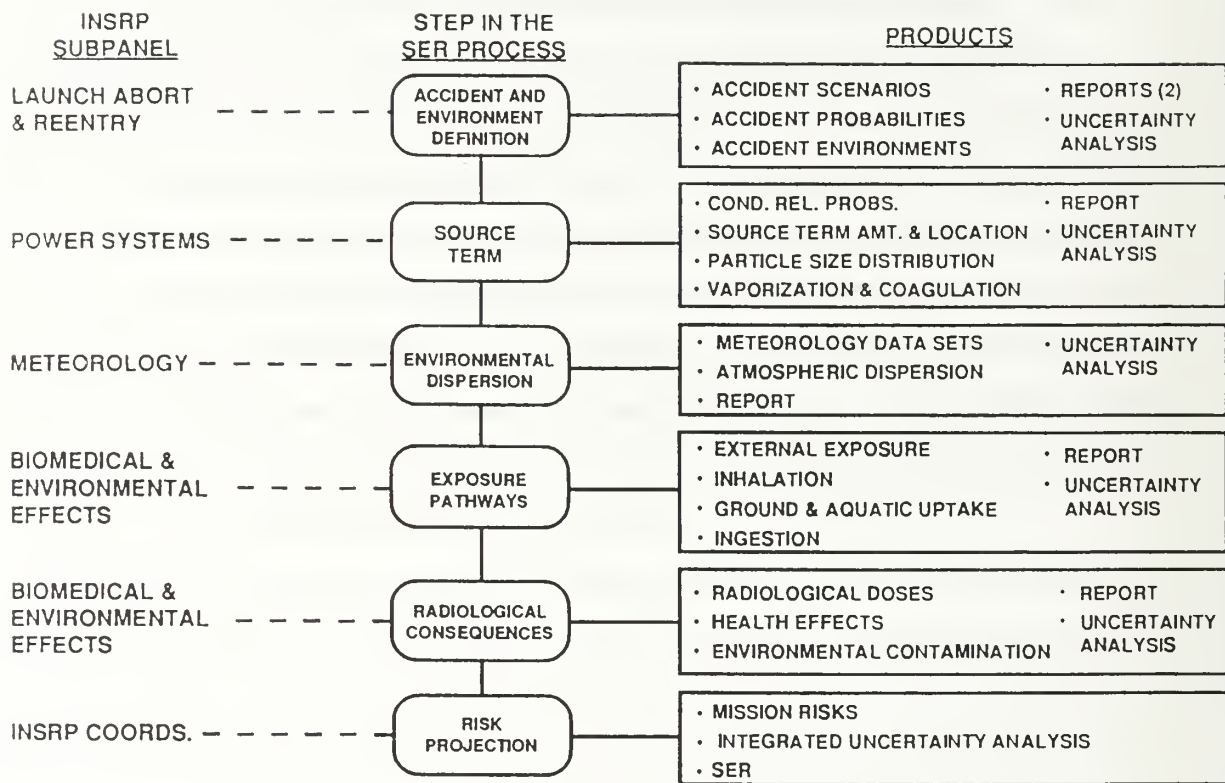 INSRP
SUBPANEL
STEP IN THE
SER PROCESS
PRODUCTS
LAUNCH ABORT
& REENTRY
ACCIDENT AND
ENVIRONMENT
DEFINITION
· ACCIDENT SCENARIOS
· ACCIDENT PROBABILITIES
· ACCIDENT ENVIRONMENTS
· REPORTS (2)
· UNCERTAINTY
ANALYSIS
POWER SYSTEMS
SOURCE
TERM
· COND. REL. PROBS.
· SOURCE TERM AMT. & LOCATION
· PARTICLE SIZE DISTRIBUTION
· VAPORIZATION & COAGULATION
· REPORT
· UNCERTAINTY
ANALYSIS
METEOROLOGY
ENVIRONMENTAL
DISPERSION
· METEOROLOGY DATA SETS
· ATMOSPHERIC DISPERSION
· REPORT
· UNCERTAINTY
ANALYSIS
BIOMEDICAL &
ENVIRONMENTAL
EFFECTS
EXPOSURE
PATHWAYS
· EXTERNAL EXPOSURE
· INHALATION
· GROUND & AQUATIC UPTAKE
· INGESTION
· REPORT
· UNCERTAINTY
ANALYSIS
BIOMEDICAL &
ENVIRONMENTAL
EFFECTS
RADIOLOGICAL
CONSEQUENCES
· RADIOLOGICAL DOSES
· HEALTH EFFECTS
· ENVIRONMENTAL CONTAMINATION
· REPORT
· UNCERTAINTY
ANALYSIS
INSRP COORDS.
RISK
PROJECTION
· MISSION RISKS
· INTEGRATED UNCERTAINTY ANALYSIS
· SER